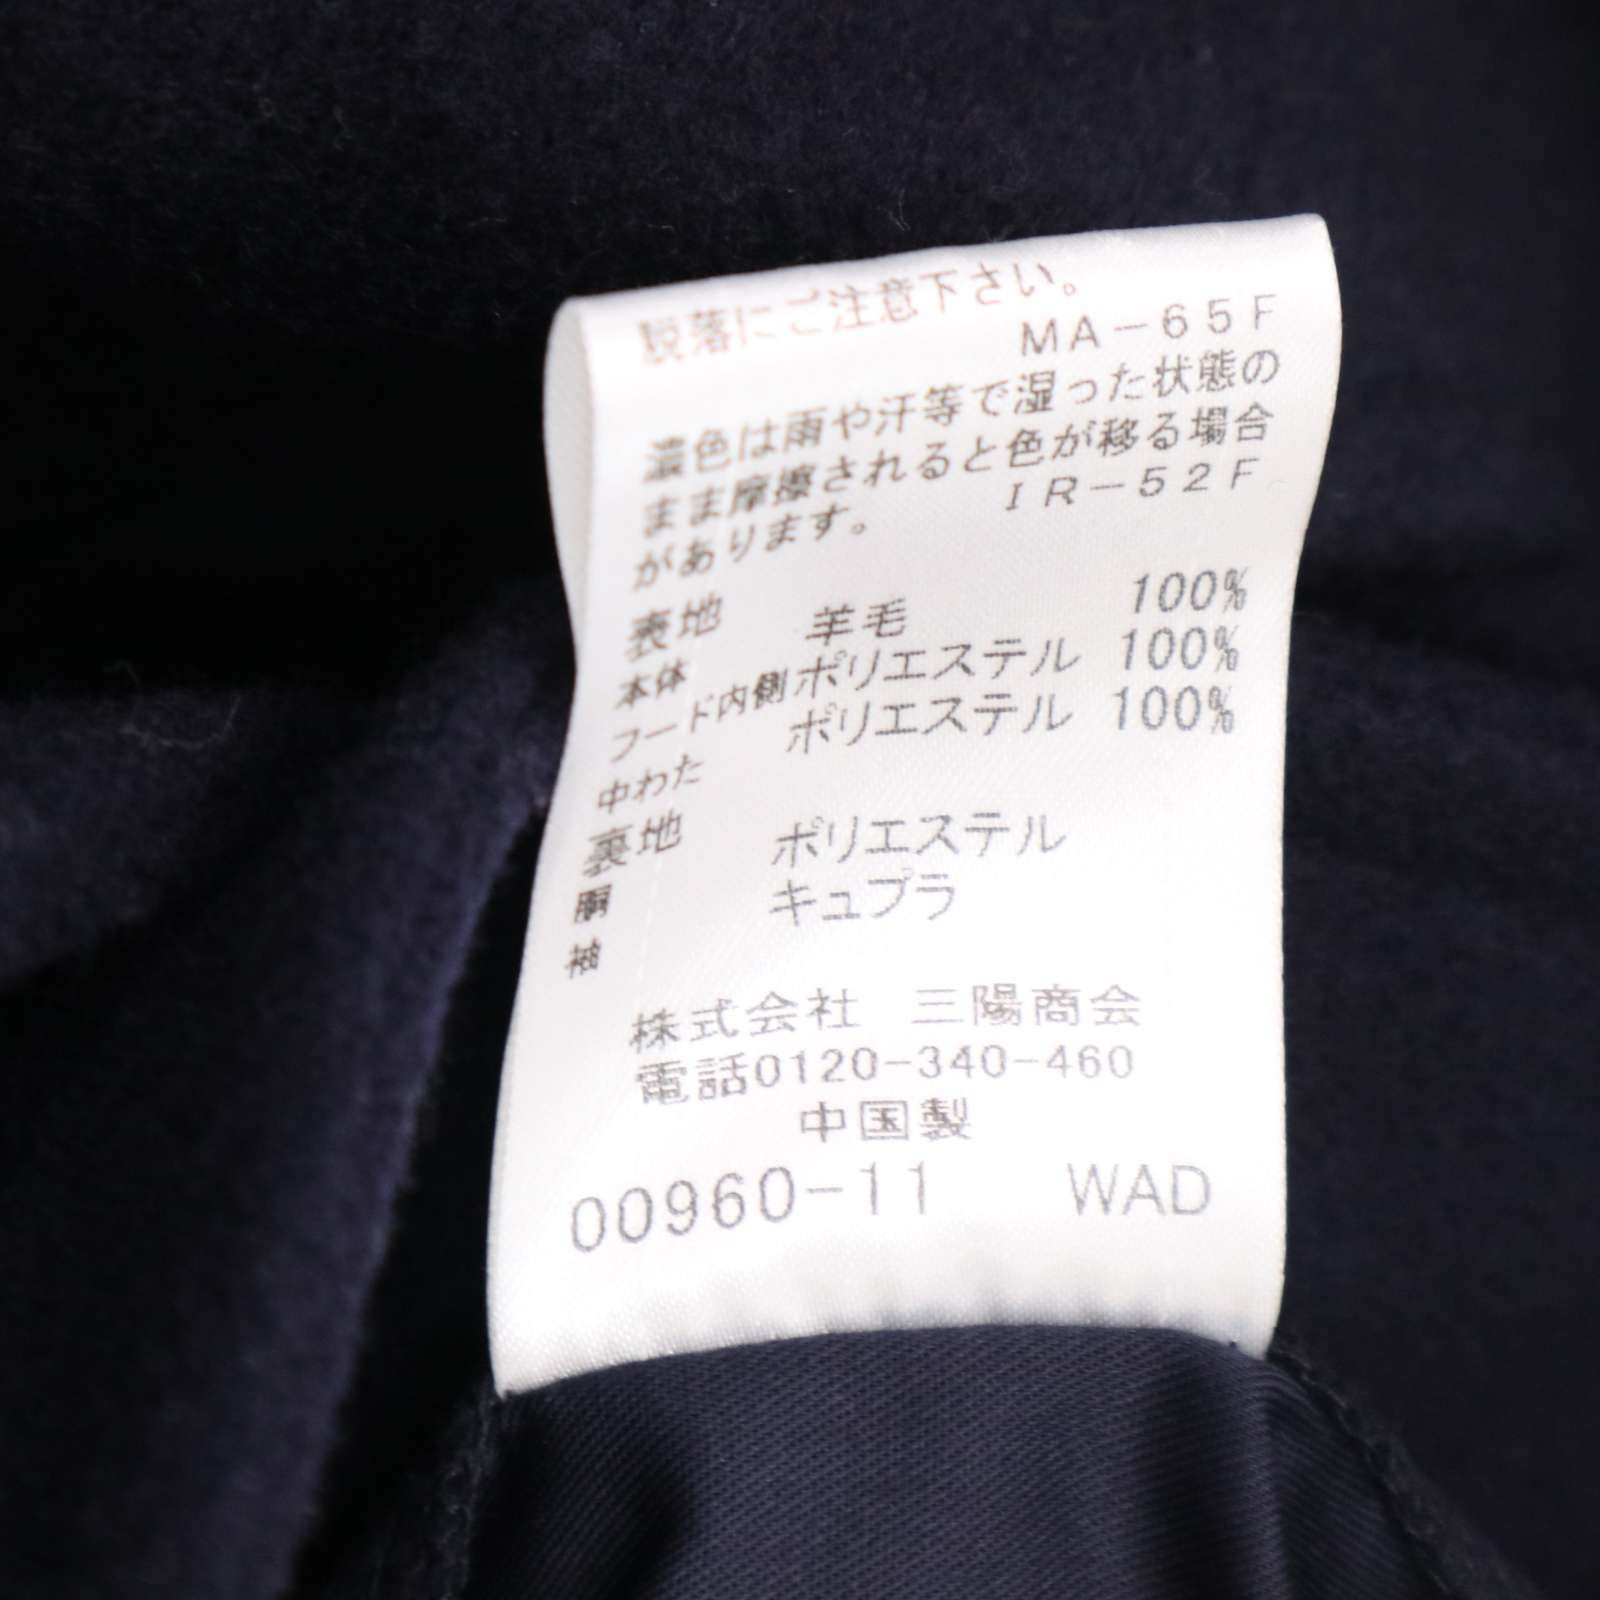 脱落にご注意下さい。
MA-65F
濃色は雨や汗等で湿った状態の
まま摩擦されると色が移る場合
があります。 IR-52F
表地
本体 羊毛 100%
フード内側 ポリエステル 100%
中わた ポリエステル 100%
裏地
胴 ポリエステル
袖 キュプラ
株式会社 三陽商会
電話0120-340-460
中国製
00960-11 WAD